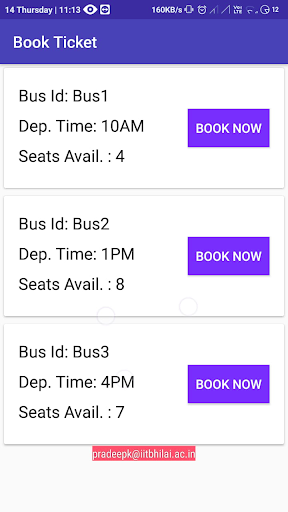 14 Thursday | 11:13
160KB/s
12
Book Ticket
Bus Id: Bus1
Dep. Time: 10AM
BOOK NOW
Seats Avail. : 4
Bus Id: Bus2
Dep. Time: 1PM
BOOK NOW
Seats Avail. : 8
Bus Id: Bus3
Dep. Time: 4PM
BOOK NOW
Seats Avail. : 7
pradeepk@iitbhilai.ac.in